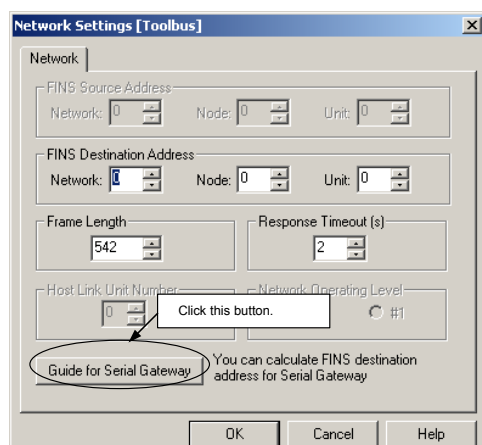 Network Settings [Toolbus]
Network
FINS Source Address
Network: 0 Node: 0 Unit: 0
FINS Destination Address
Network: 0 Node: 0 Unit: 0
Frame Length
542
Response Timeout (s)
2
Host Link Unit Number
0
Network Operating Level
#1
Click this button.
Guide for Serial Gateway
You can calculate FINS destination
address for Serial Gateway
OK Cancel Help